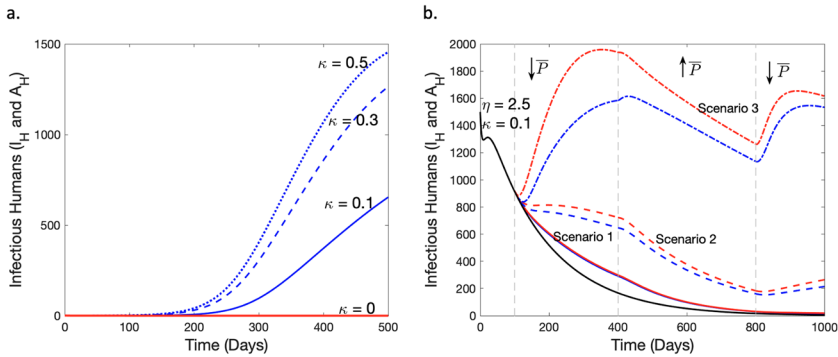 a.
Infectious Humans (I_H and A_H)
1500
1000
500
0
κ = 0.5
κ = 0.3
κ = 0.1
κ = 0
0 100 200 300 400 500
Time (Days)
b.
Infectious Humans (I_H and A_H)
2000
1800
1600
1400
1200
1000
800
600
400
200
0
↓ P̅
↑ P̅
↓ P̅
η = 2.5
κ = 0.1
Scenario 3
Scenario 1
Scenario 2
0 200 400 600 800 1000
Time (Days)